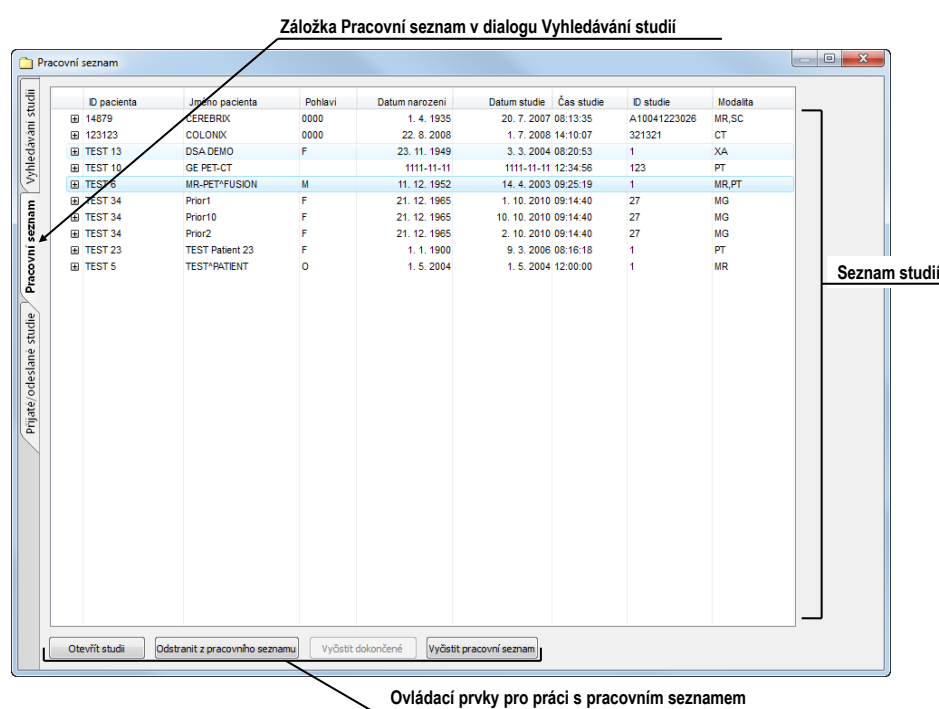 Záložka Pracovní seznam v dialogu Vyhledávání studií
Pracovní seznam
Vyhledávání studií
Pracovní seznam
Přijaté/odeslané studie
ID pacienta Jméno pacienta Pohlaví Datum narození Datum studie Čas studie ID studie Modalita
14879 CEREBRIX 0000 1. 4. 1935 20. 7. 2007 08:13:35 A10041223026 MR,SC
123123 COLONIX 0000 22. 8. 2008 1. 7. 2008 14:10:07 321321 CT
TEST 13 DSA DEMO F 23. 11. 1949 3. 3. 2004 08:20:53 1 XA
TEST 10 GE PET-CT 1111-11-11 1111-11-11 12:34:56 123 PT
TEST 6 MR-PET^FUSION M 11. 12. 1952 14. 4. 2003 09:25:19 1 MR,PT
TEST 34 Prior1 F 21. 12. 1965 1. 10. 2010 09:14:40 27 MG
TEST 34 Prior10 F 21. 12. 1965 10. 10. 2010 09:14:40 27 MG
TEST 34 Prior2 F 21. 12. 1965 2. 10. 2010 09:14:40 27 MG
TEST 23 TEST Patient 23 F 1. 1. 1900 9. 3. 2006 08:16:18 1 PT
TEST 5 TEST^PATIENT O 1. 5. 2004 1. 5. 2004 12:00:00 1 MR
Seznam studií
Otevřít studii Odstranit z pracovního seznamu Vyčistit dokončené Vyčistit pracovní seznam
Ovládací prvky pro práci s pracovním seznamem